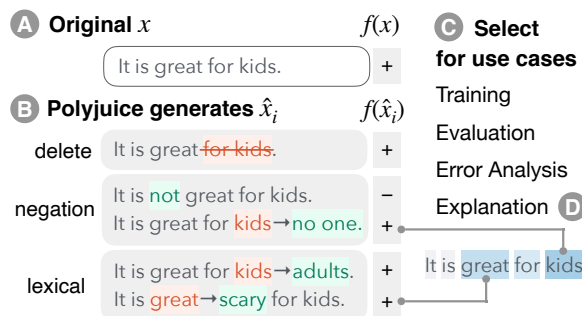 A Original x f(x)
It is great for kids. +
B Polyjuice generates x̂ᵢ f(x̂ᵢ)
delete It is great for kids. +
negation It is not great for kids. −
It is great for kids→no one. +
lexical It is great for kids→adults. +
It is great→scary for kids. +
C Select
for use cases
Training
Evaluation
Error Analysis
Explanation D
It is great for kids